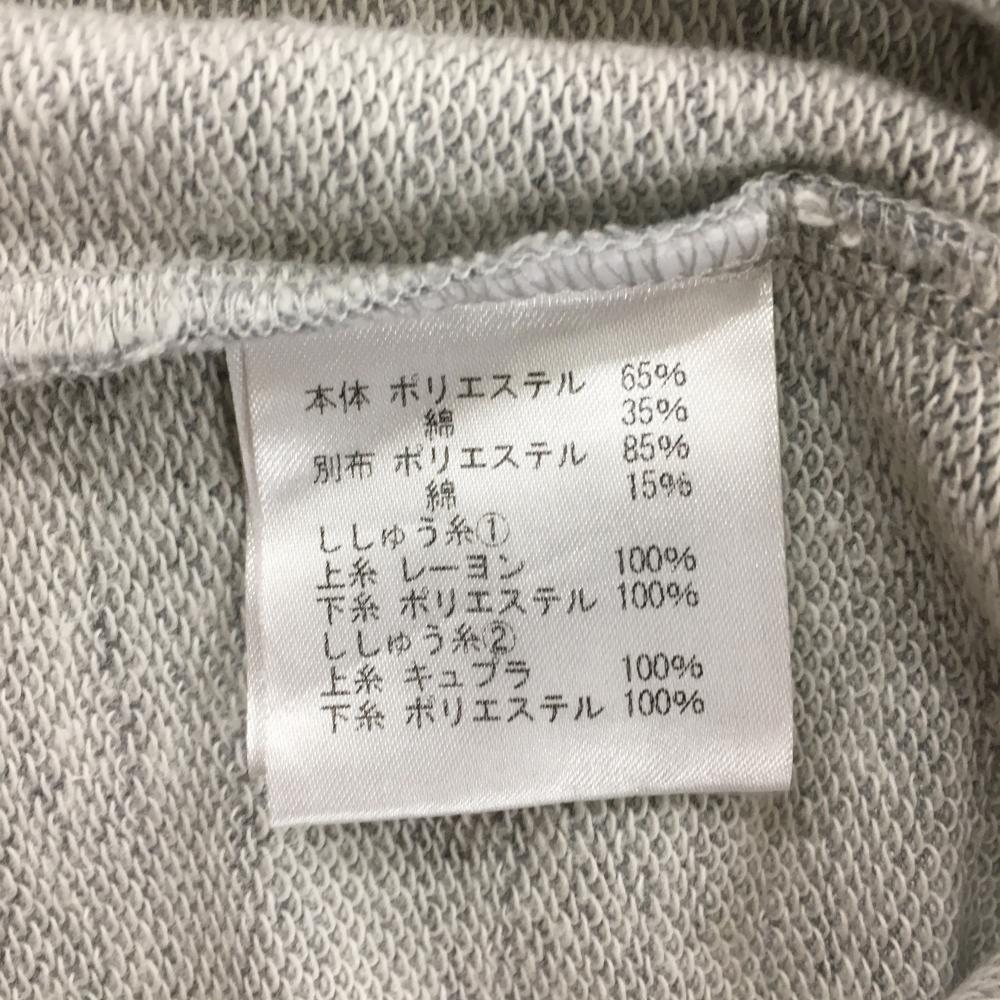 本体 ポリエステル 65%
綿 35%
別布 ポリエステル 85%
綿 15%
ししゅう糸①
上糸 レーヨン 100%
下糸 ポリエステル 100%
ししゅう糸②
上糸 キュプラ 100%
下糸 ポリエステル 100%